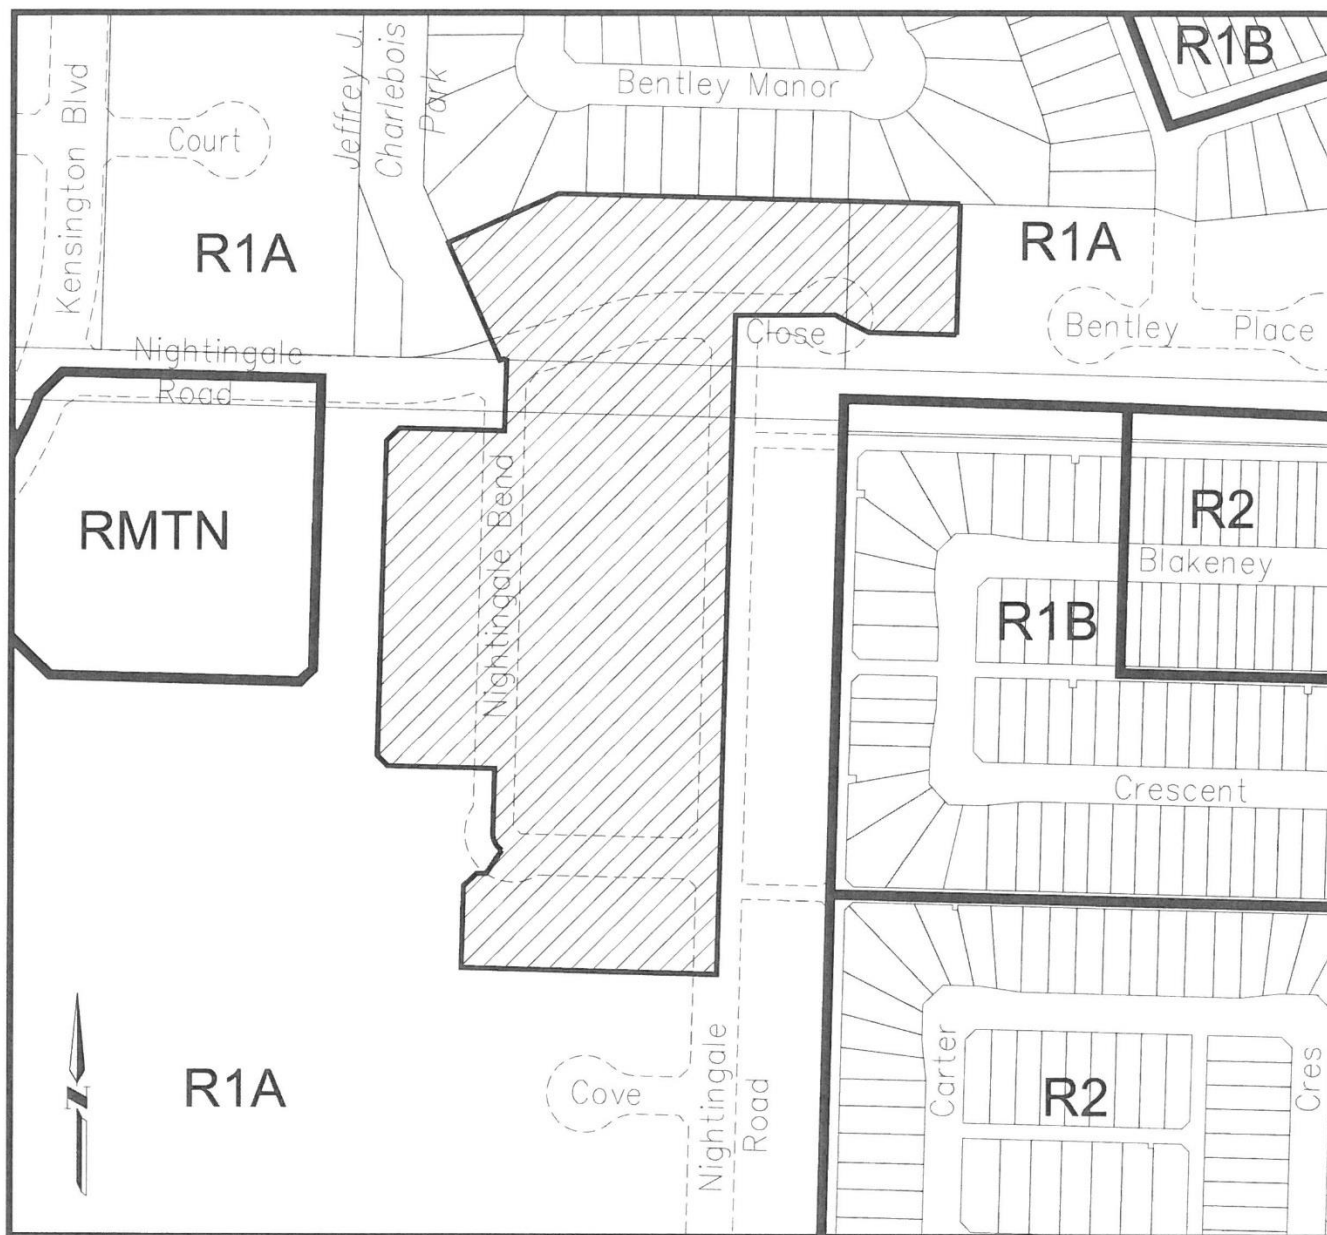 R1B
Bentley Manor
Jeffrey J.
Charlebois
Park
Kensington Blvd
Court
R1A
R1A
Close
Bentley Place
Nightingale
Road
RMTN
Nightingale Bend
R2
Blakeney
R1B
Crescent
N
R1A
Cove
Nightingale
Road
Carter
R2
Cres